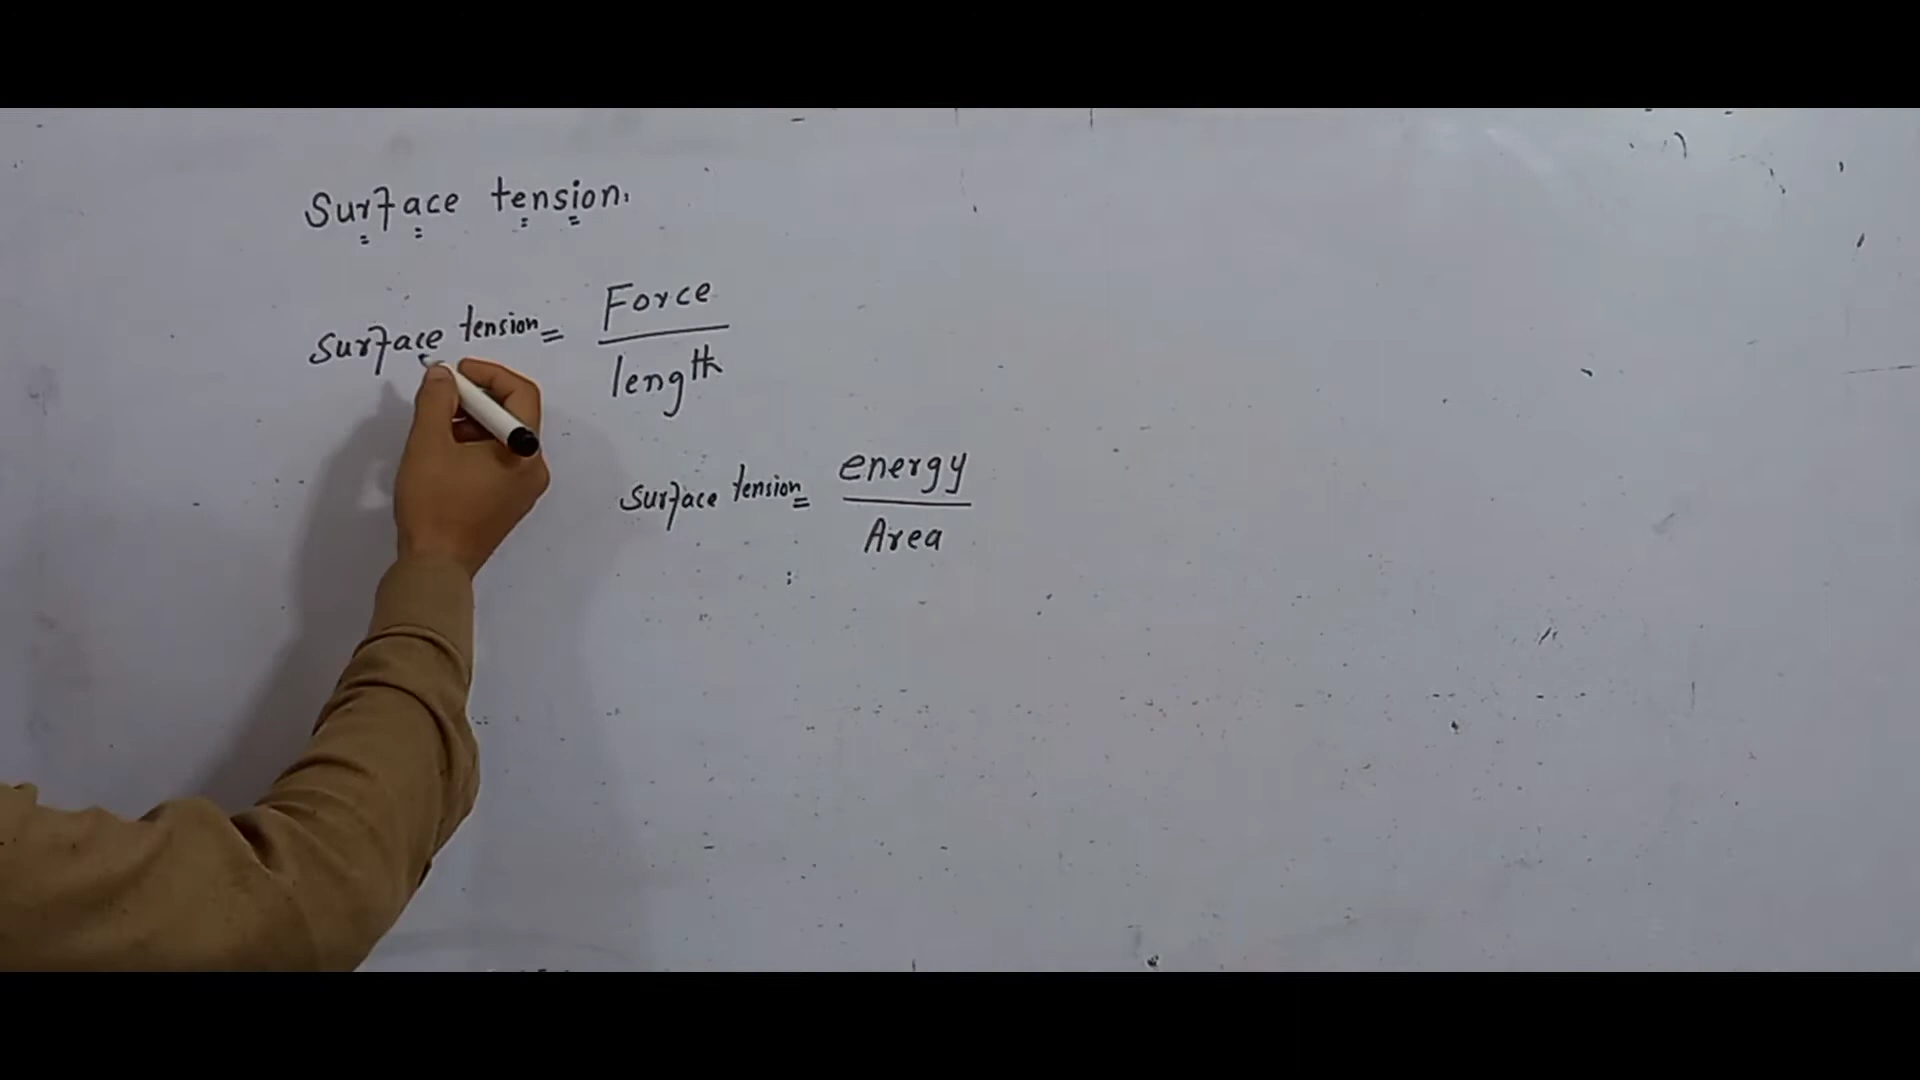 Surface tension.
Surface tension = Force
length
Surface tension = energy
Area